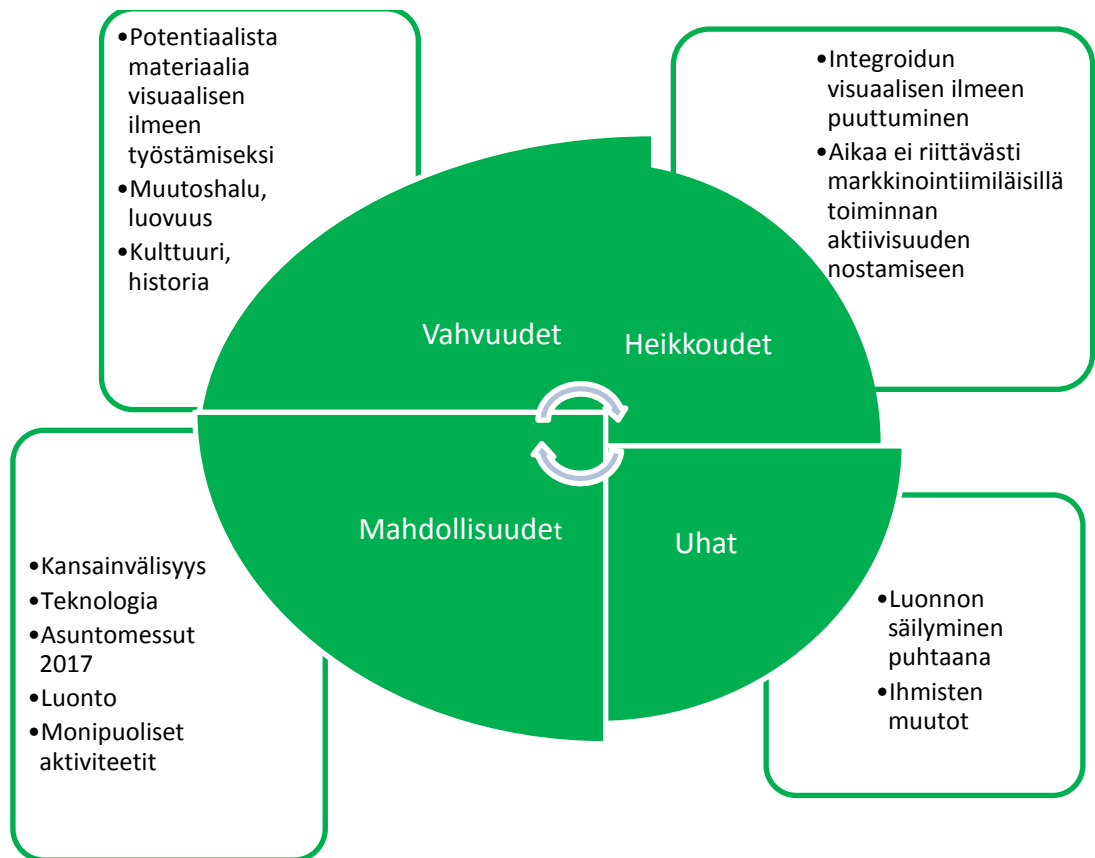 •Potentiaalista
materiaalia
visuaalisen
ilmeen
työstämiseksi
•Muutoshalu,
luovuus
•Kulttuuri,
historia
•Integroidun
visuaalisen ilmeen
puuttuminen
•Aikaa ei riittävästi
markkinointiimiläisillä
toiminnan
aktiivisuuden
nostamiseen
Vahvuudet
Heikkoudet
Mahdollisuudet
Uhat
•Kansainvälisyys
•Teknologia
•Asuntomessut
2017
•Luonto
•Monipuoliset
aktiviteetit
•Luonnon
säilyminen
puhtaana
•Ihmisten
muutot